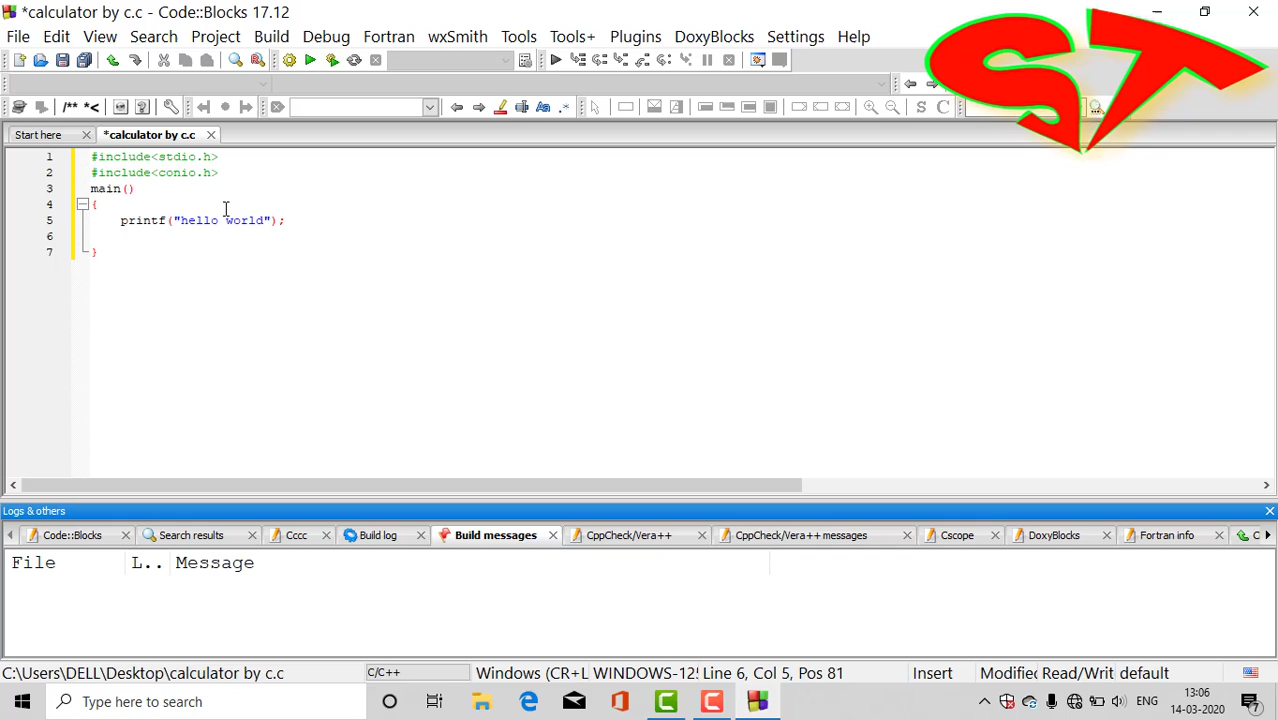 *calculator by c.c - Code::Blocks 17.12
File Edit View Search Project Build Debug Fortran wxSmith Tools Tools+ Plugins DoxyBlocks Settings Help
ST
/** *< .* S C
Start here *calculator by c.c
1 #include<stdio.h>
2 #include<conio.h>
3 main()
4 {
5 printf("hello world");
6
7 }
Logs & others
Code::Blocks Search results Cccc Build log Build messages CppCheck/Vera++ CppCheck/Vera++ messages Cscope DoxyBlocks Fortran info C
File L.. Message
C:\Users\DELL\Desktop\calculator by c.c C/C++ Windows (CR+L WINDOWS-125 Line 6, Col 5, Pos 81 Insert Modified Read/Writ default
Type here to search
ENG
13:06
14-03-2020
7